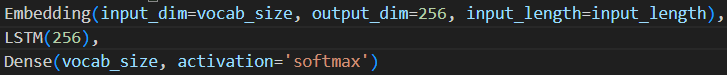 Embedding(input_dim=vocab_size, output_dim=256, input_length=input_length),
LSTM(256),
Dense(vocab_size, activation='softmax')